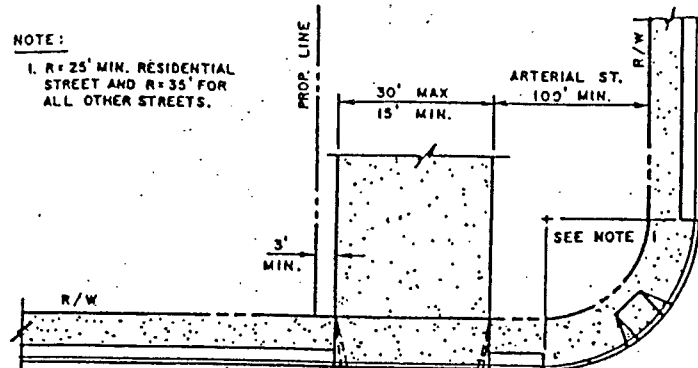 NOTE:
1. R= 25' MIN. RESIDENTIAL
STREET AND R= 35' FOR
ALL OTHER STREETS.
PROP. LINE
30' MAX
15' MIN.
ARTERIAL ST.
100' MIN.
R/W
3'
MIN.
SEE NOTE 1
R/W